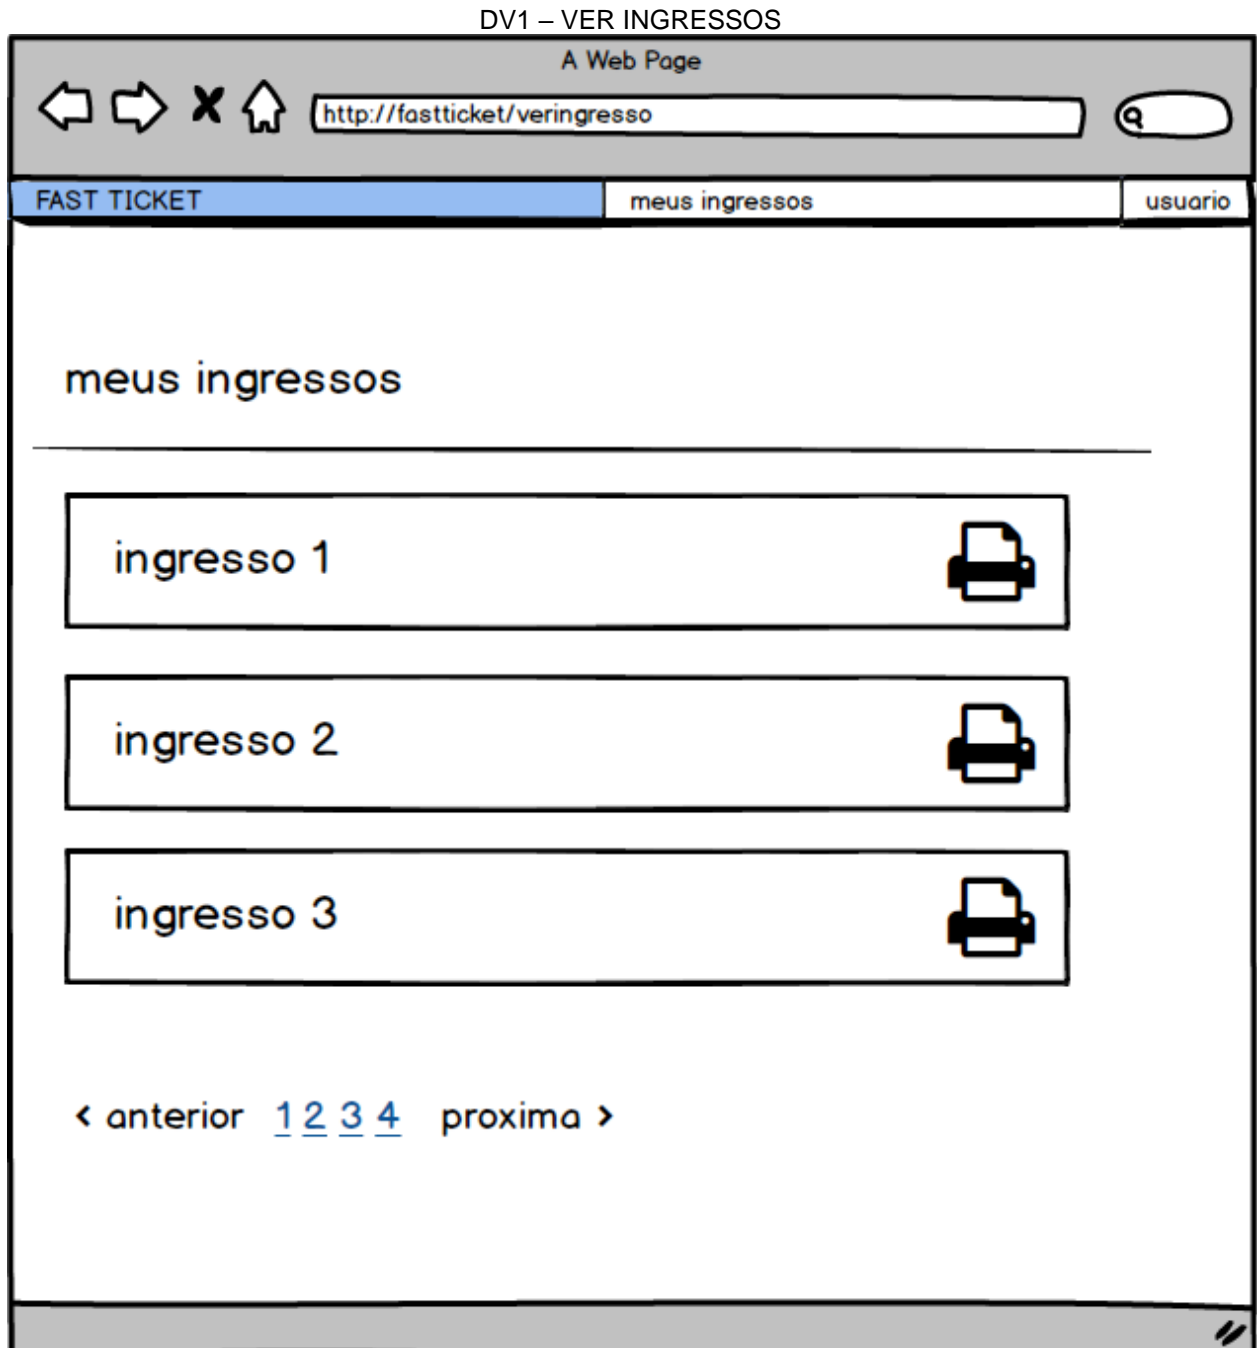 DV1 – VER INGRESSOS
A Web Page
http://fastticket/veringresso
FAST TICKET meus ingressos usuario
meus ingressos
ingresso 1
ingresso 2
ingresso 3
< anterior 1 2 3 4 proxima >